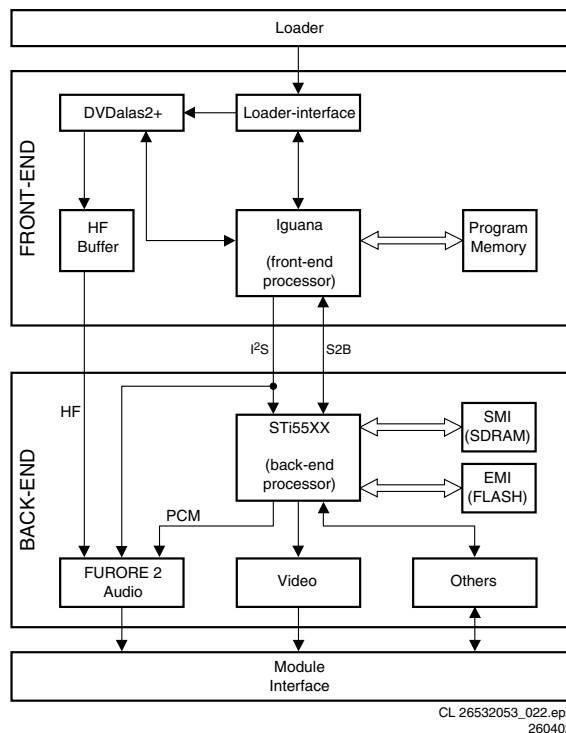 Loader
FRONT-END
DVDalas2+
Loader-interface
HF
Buffer
Iguana
(front-end
processor)
Program
Memory
I²S
S2B
BACK-END
HF
STi55XX
(back-end
processor)
SMI
(SDRAM)
EMI
(FLASH)
PCM
FURORE 2
Audio
Video
Others
Module
Interface
CL 26532053_022.ep
260402